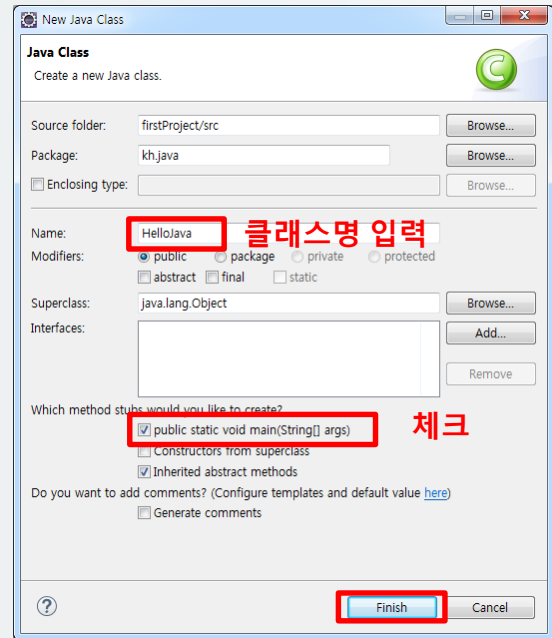 New Java Class
Java Class
Create a new Java class.
Source folder: firstProject/src Browse...
Package: kh.java Browse...
Enclosing type: Browse...
Name: HelloJava 클래스명 입력
Modifiers: public package private protected
abstract final static
Superclass: java.lang.Object Browse...
Interfaces: Add...
Remove
Which method stubs would you like to create?
public static void main(String[] args) 체크
Constructors from superclass
Inherited abstract methods
Do you want to add comments? (Configure templates and default value here)
Generate comments
? Finish Cancel